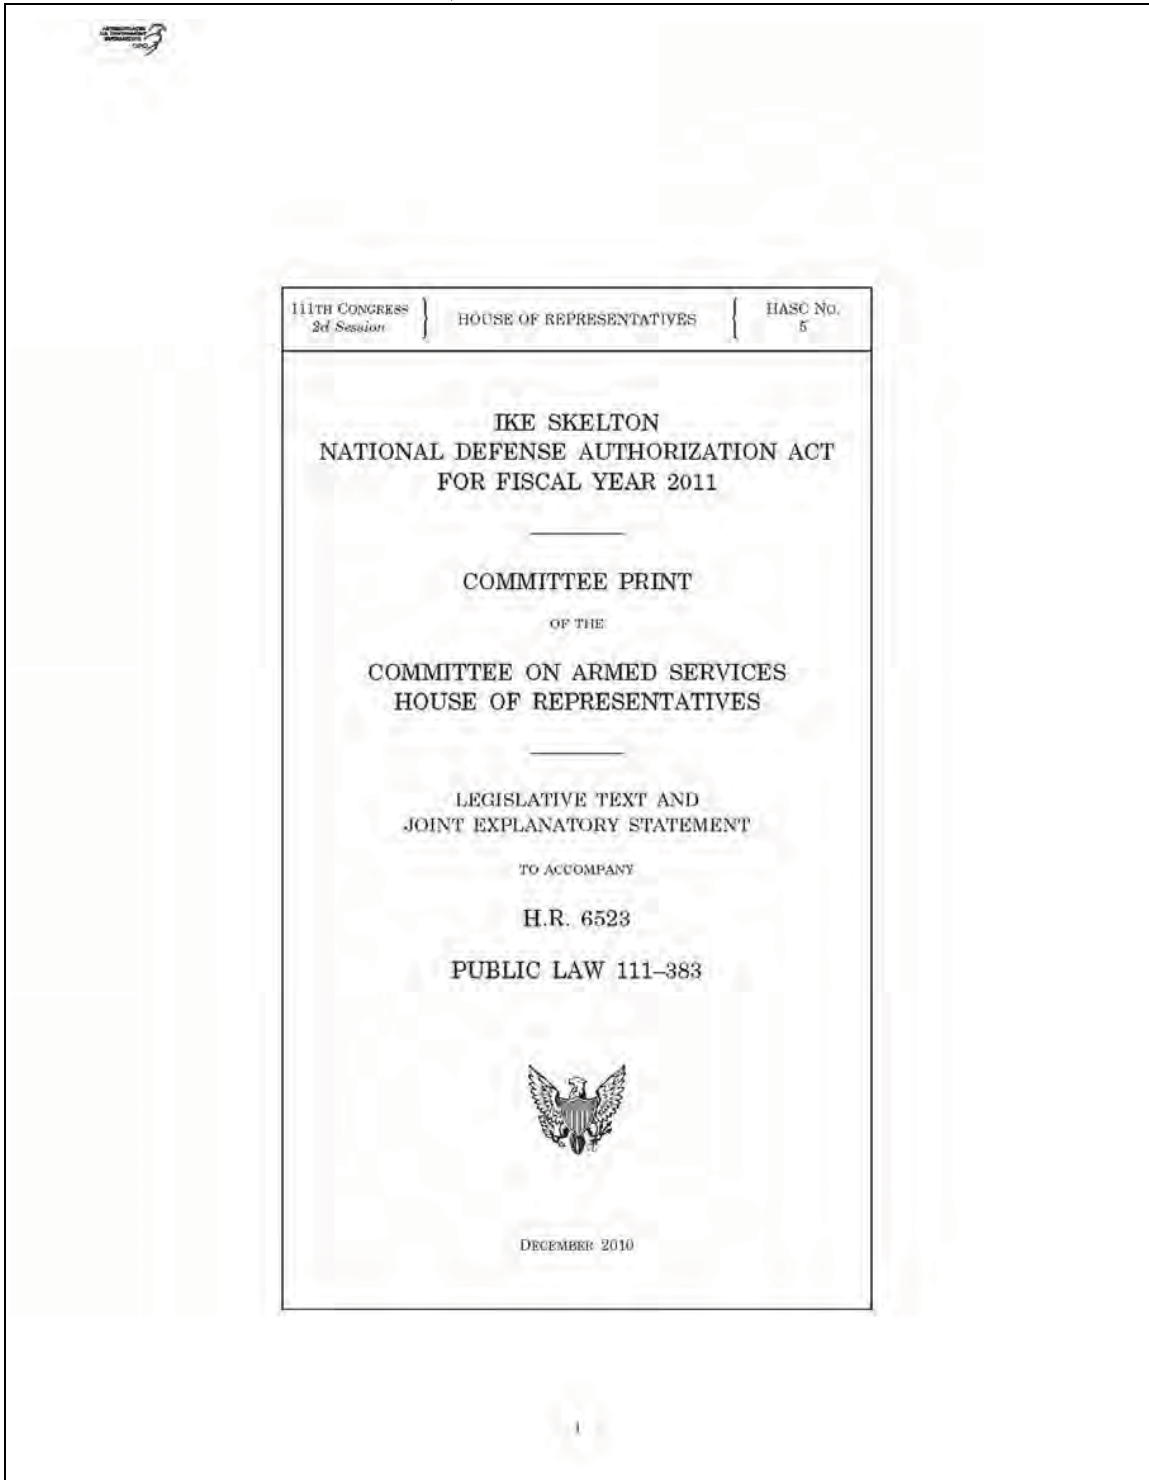 111TH CONGRESS
2d Session
HOUSE OF REPRESENTATIVES
HASC NO.
5
IKE SKELTON
NATIONAL DEFENSE AUTHORIZATION ACT
FOR FISCAL YEAR 2011
COMMITTEE PRINT
OF THE
COMMITTEE ON ARMED SERVICES
HOUSE OF REPRESENTATIVES
LEGISLATIVE TEXT AND
JOINT EXPLANATORY STATEMENT
TO ACCOMPANY
H.R. 6523
PUBLIC LAW 111–383
DECEMBER 2010
1